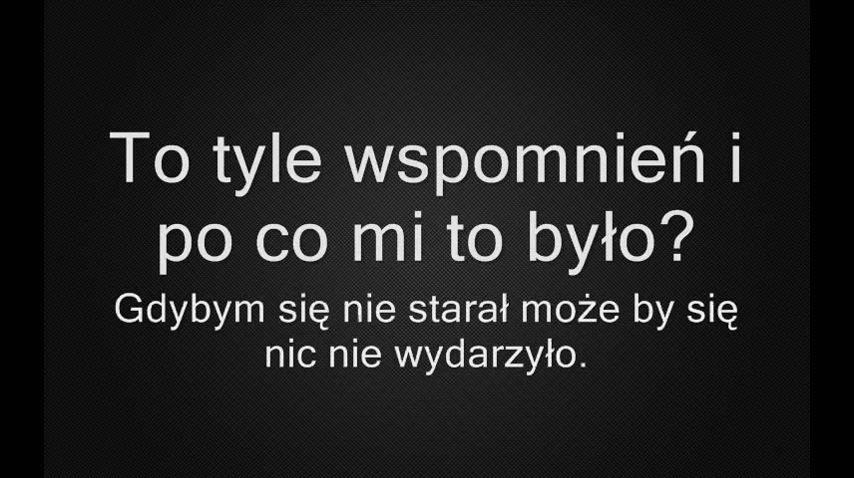 To tyle wspomnień i
po co mi to było?
Gdybym się nie starał może by się
nic nie wydarzyło.